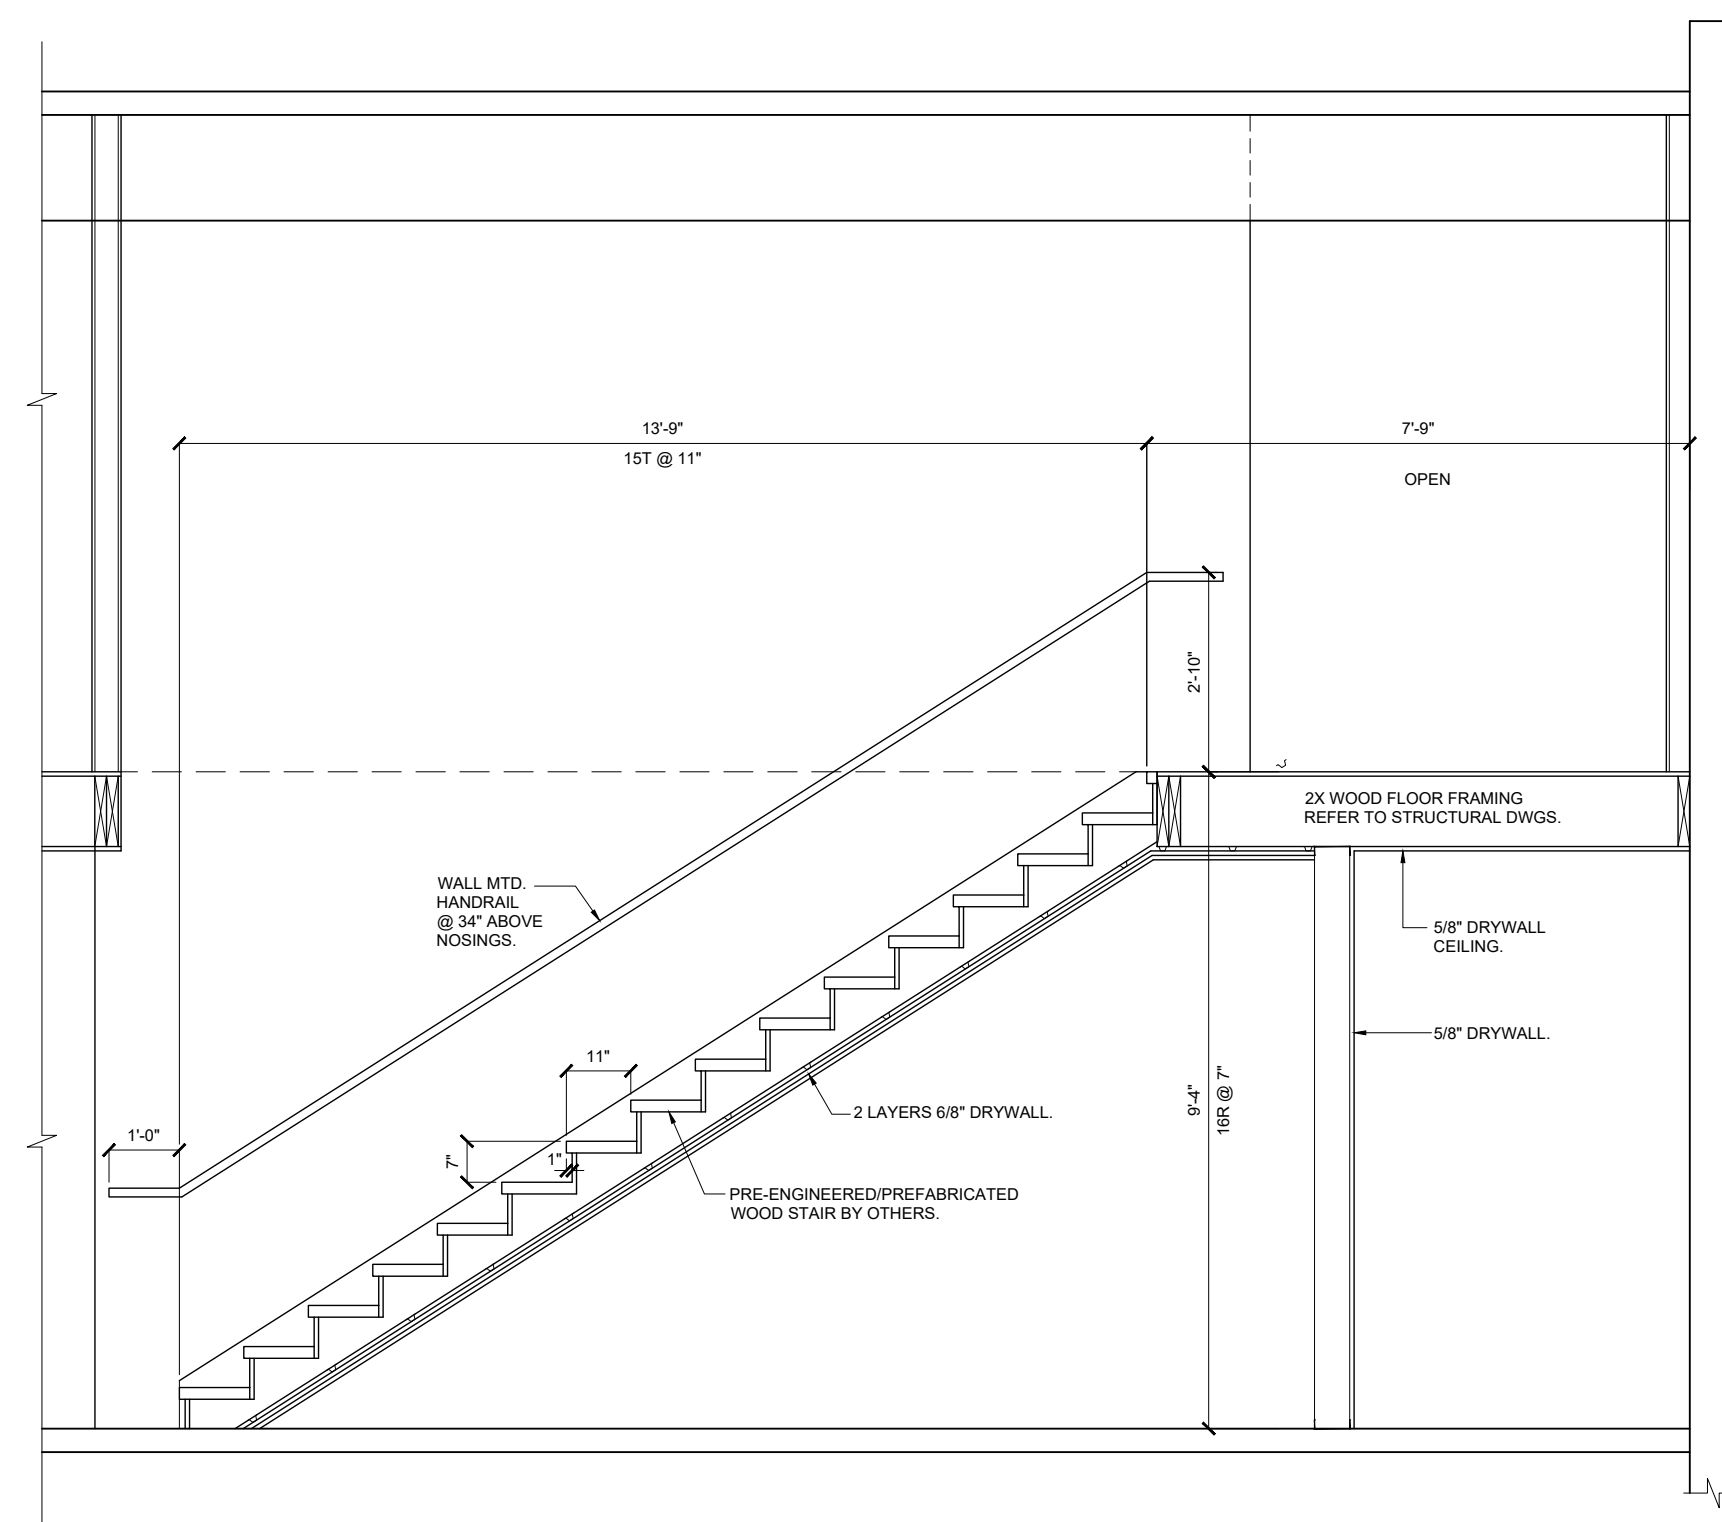 13'-9"
15T @ 11"
7'-9"
OPEN
2'-10"
2X WOOD FLOOR FRAMING
REFER TO STRUCTURAL DWGS.
WALL MTD.
HANDRAIL
@ 34" ABOVE
NOSINGS.
5/8" DRYWALL
CEILING.
5/8" DRYWALL.
11"
9'-4"
16R @ 7"
2 LAYERS 6/8" DRYWALL.
1'-0"
7"
1"
PRE-ENGINEERED/PREFABRICATED
WOOD STAIR BY OTHERS.